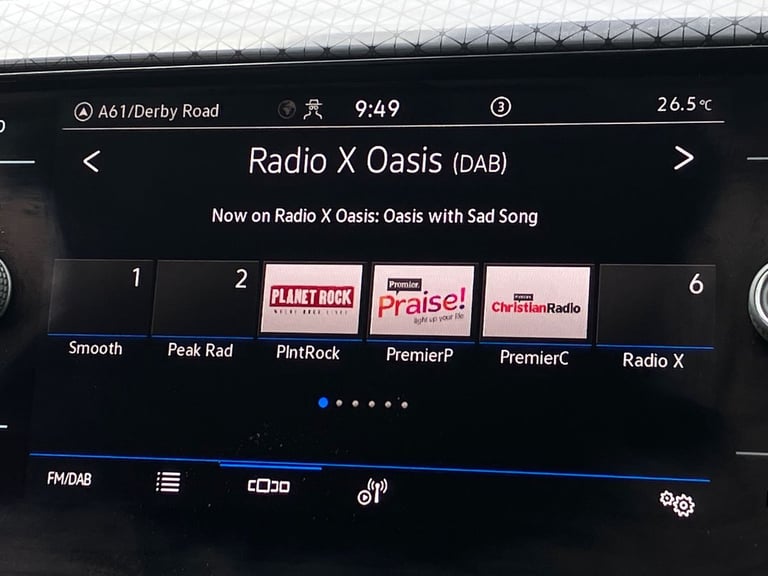 A61/Derby Road
9:49
3
26.5°C
< Radio X Oasis (DAB) >
Now on Radio X Oasis: Oasis with Sad Song
1
2
PLANET ROCK
Premier
Praise!
light up your life
ChristianRadio
6
Smooth
Peak Rad
PlntRock
PremierP
PremierC
Radio X
FM/DAB